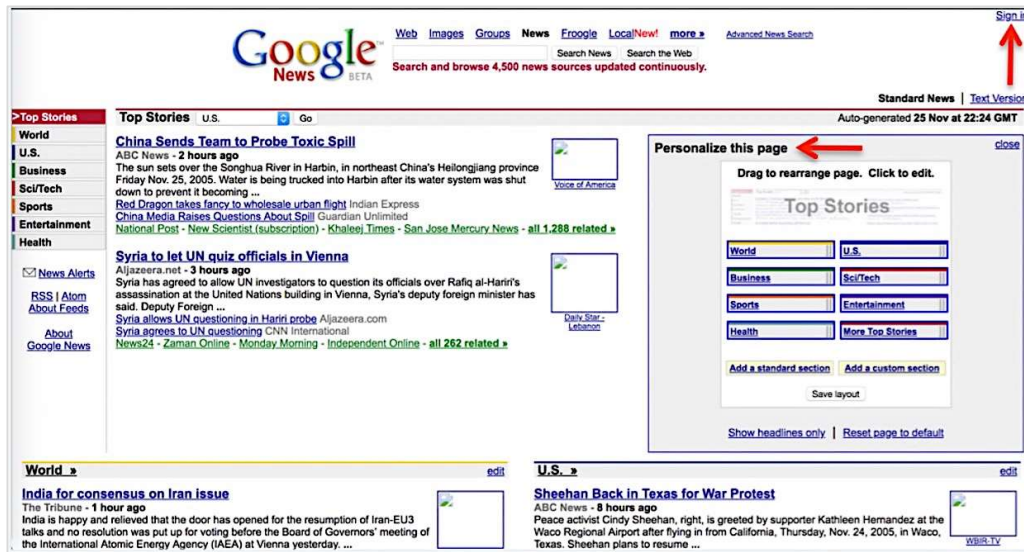 Sign in
Google
News BETA
Web Images Groups News Froogle Local New! more » Advanced News Search
Search News Search the Web
Search and browse 4,500 news sources updated continuously.
Standard News | Text Version
>Top Stories
World
U.S.
Business
Sci/Tech
Sports
Entertainment
Health
News Alerts
RSS | Atom
About Feeds
About
Google News
Top Stories U.S. Go
Auto-generated 25 Nov at 22:24 GMT
China Sends Team to Probe Toxic Spill
ABC News - 2 hours ago
The sun sets over the Songhua River in Harbin, in northeast China's Heilongjiang province
Friday Nov. 25, 2005. Water is being trucked into Harbin after its water system was shut
down to prevent it becoming ...
Red Dragon takes fancy to wholesale urban flight Indian Express
China Media Raises Questions About Spill Guardian Unlimited
National Post - New Scientist (subscription) - Khaleej Times - San Jose Mercury News - all 1,288 related »
Voice of America
Syria to let UN quiz officials in Vienna
Aljazeera.net - 3 hours ago
Syria has agreed to allow UN investigators to question its officials over Rafiq al-Hariri's
assassination at the United Nations building in Vienna, Syria's deputy foreign minister has
said. Deputy Foreign ...
Syria allows UN questioning in Hariri probe Aljazeera.com
Syria agrees to UN questioning CNN International
News24 - Zaman Online - Monday Morning - Independent Online - all 262 related »
Daily Star -
Lebanon
Personalize this page
close
Drag to rearrange page. Click to edit.
Top Stories
World U.S.
Business Sci/Tech
Sports Entertainment
Health More Top Stories
Add a standard section Add a custom section
Save layout
Show headlines only | Reset page to default
World » edit
India for consensus on Iran issue
The Tribune - 1 hour ago
India is happy and relieved that the door has opened for the resumption of Iran-EU3
talks and no resolution was put up for voting before the Board of Governors' meeting of
the International Atomic Energy Agency (IAEA) at Vienna yesterday. ...
U.S. » edit
Sheehan Back in Texas for War Protest
ABC News - 8 hours ago
Peace activist Cindy Sheehan, right, is greeted by supporter Kathleen Hernandez at the
Waco Regional Airport after flying in from California, Thursday, Nov. 24, 2005, in Waco,
Texas. Sheehan plans to resume ...
WBIR-TV